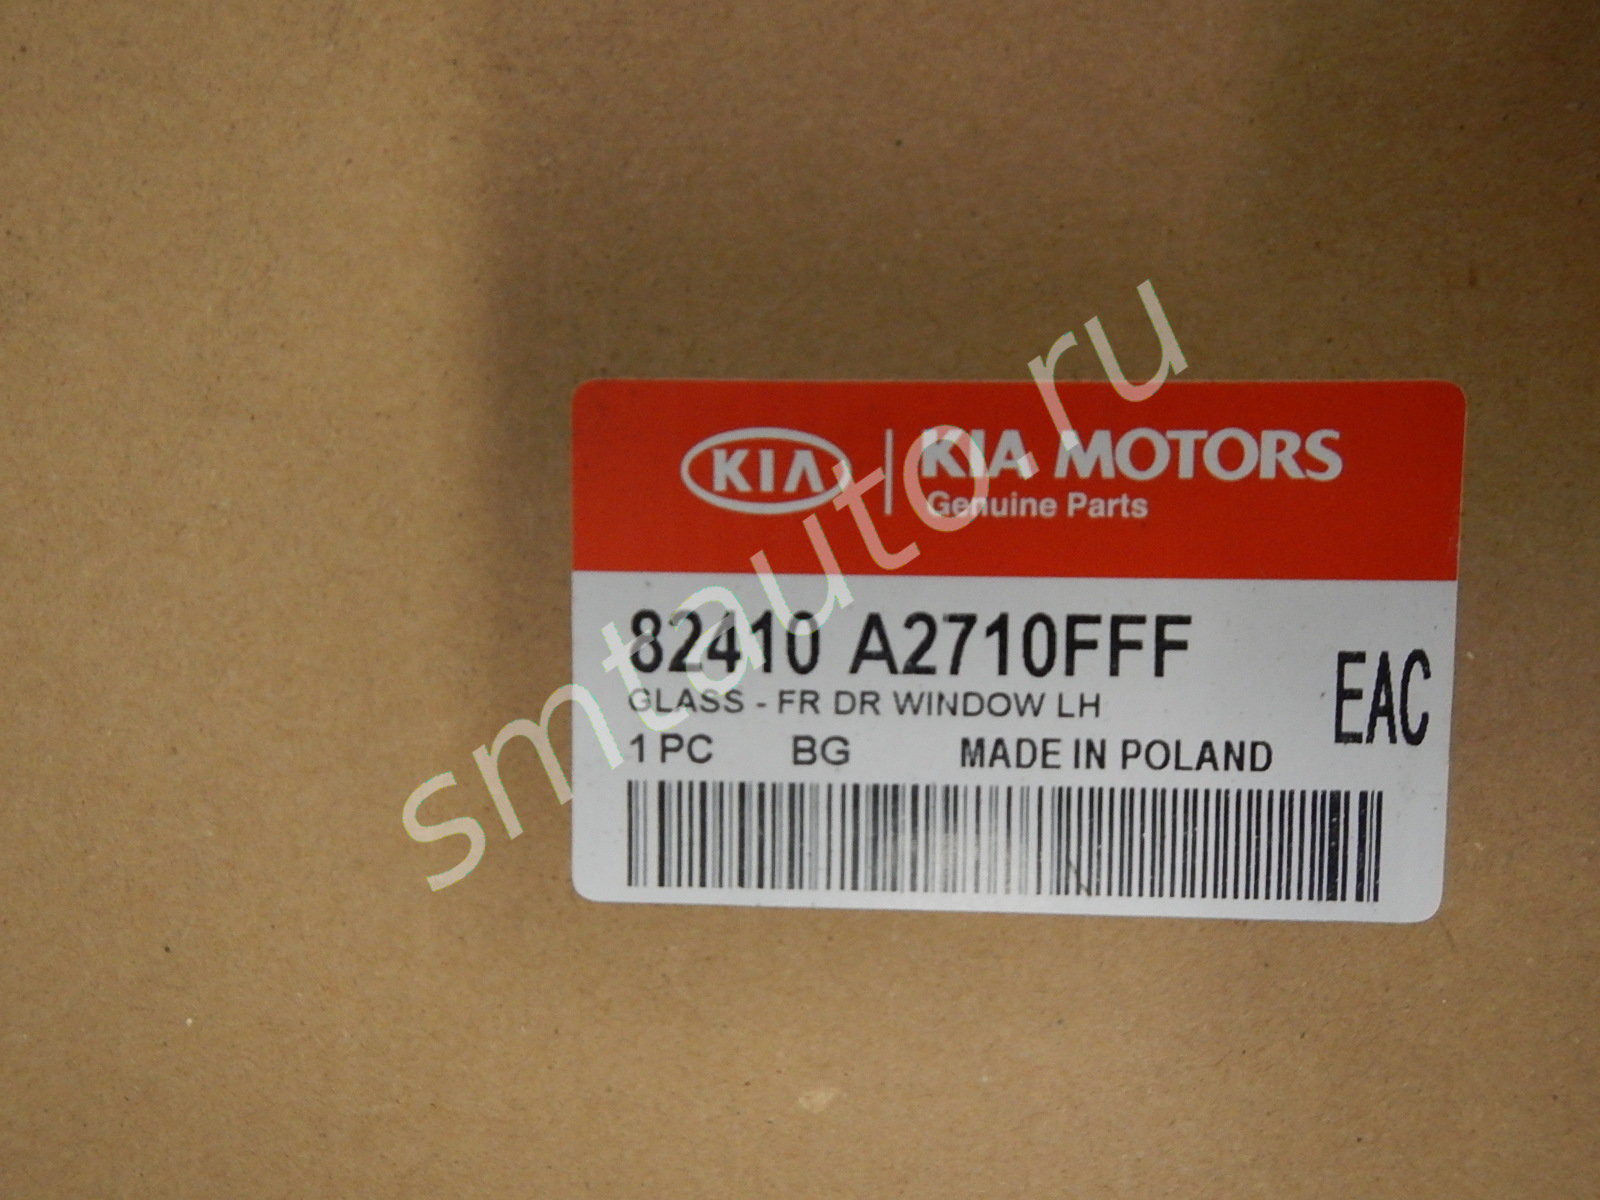 KIA
KIA MOTORS
Genuine Parts
82410 A2710FFF
GLASS - FR DR WINDOW LH
1 PC BG MADE IN POLAND
EAC
smtauto.ru